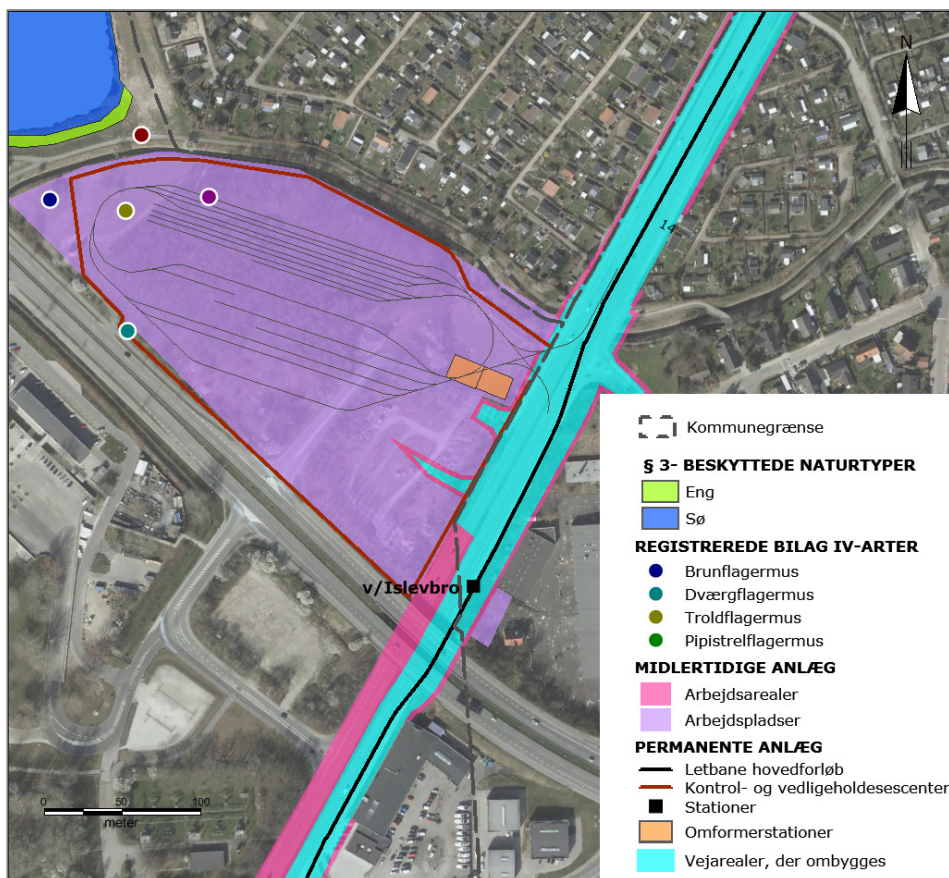 N
14
v/Islevbro
0 50 100
meter
Kommunegrænse
§ 3- BESKYTTEDE NATURTYPER
Eng
Sø
REGISTREREDE BILAG IV-ARTER
Brunflagermus
Dværgflagermus
Troldflagermus
Pipistrelflagermus
MIDLERTIDIGE ANLÆG
Arbejdsarealer
Arbejdspladser
PERMANENTE ANLÆG
Letbane hovedforløb
Kontrol- og vedligeholdesescenter
Stationer
Omformerstationer
Vejarealer, der ombygges